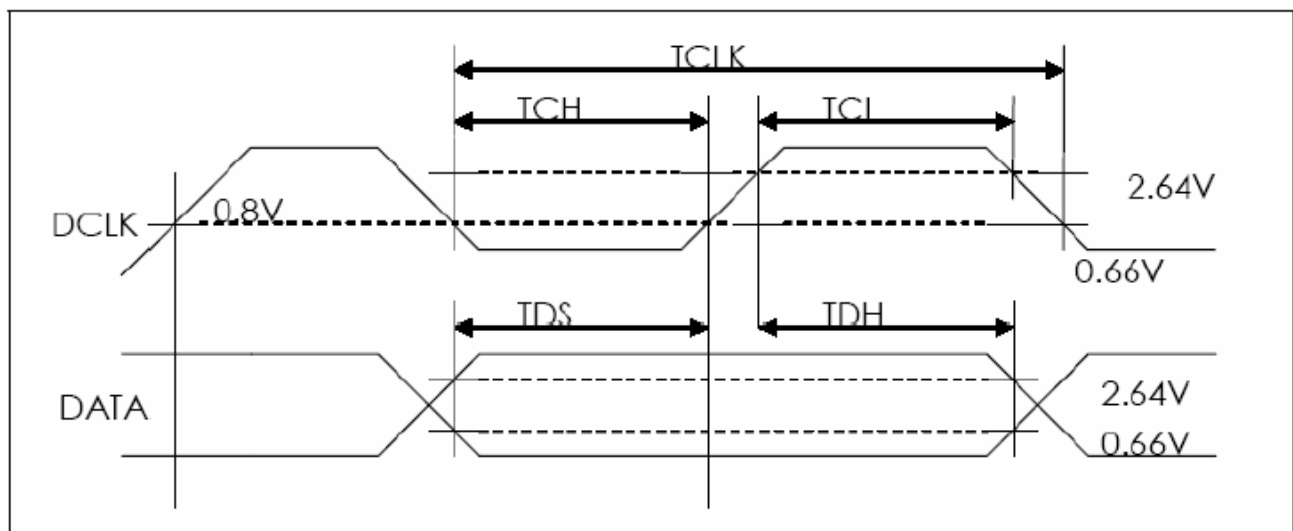 TCLK
TCH TCL
2.64V
0.8V
DCLK
0.66V
TDS TDH
2.64V
DATA
0.66V